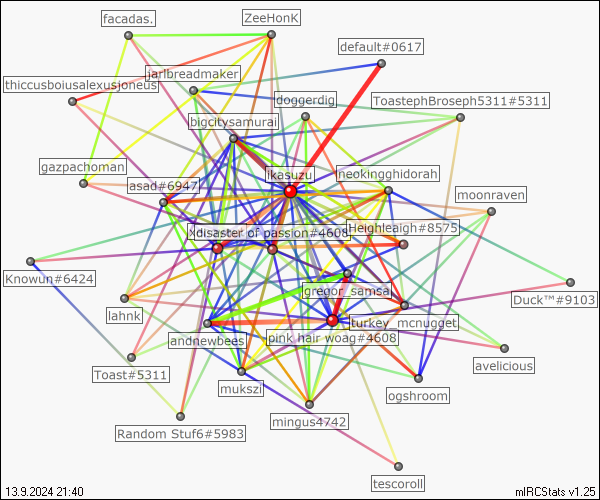 ZeeHonK
facadas.
default#0617
jarlbreadmaker
thiccusboiusalexusjoneus
doggerdig
ToastephBroseph5311#5311
bigcitysamurai
gazpachoman
ikasuzu
neokingghidorah
asad#6947
moonraven
disaster of passion#4608
Heighleaigh#8575
Knowun#6424
gregor_samsa
Duck™#9103
lahnk
turkey_mcnugget
andnewbees
pink hair woag#4608
avelicious
Toast#5311
mukszi
ogshroom
mingus4742
Random Stuf6#5983
tescoroll
13.9.2024 21:40
mIRCStats v1.25